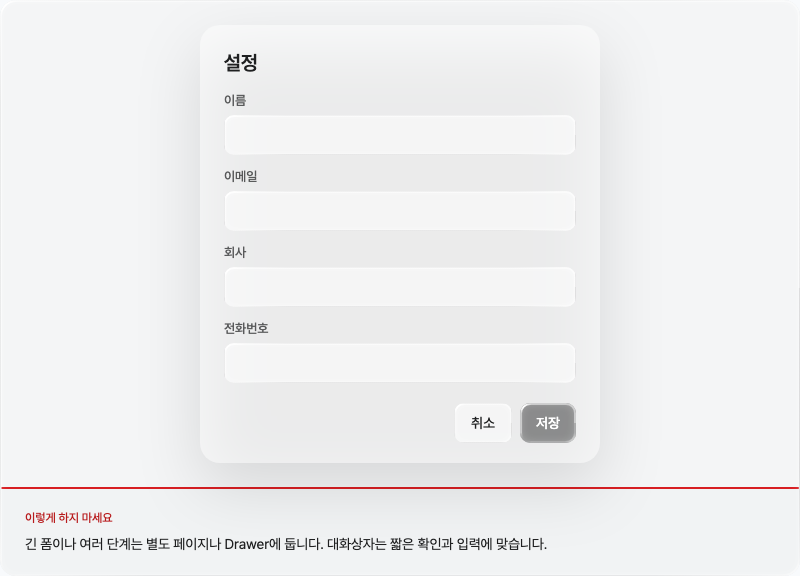 설정
이름
이메일
회사
전화번호
취소
저장
이렇게 하지 마세요
긴 폼이나 여러 단계는 별도 페이지나 Drawer에 둡니다. 대화상자는 짧은 확인과 입력에 맞습니다.